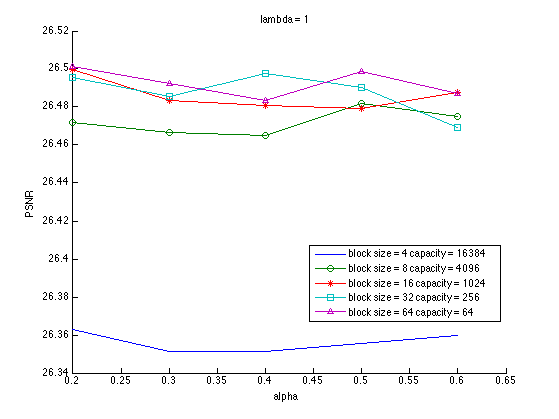 lambda = 1
26.52
26.5
26.48
26.46
26.44
26.42
26.4
26.38
26.36
26.34
PSNR
block size = 4 capacity = 16384
block size = 8 capacity = 4096
block size = 16 capacity = 1024
block size = 32 capacity = 256
block size = 64 capacity = 64
0.2 0.25 0.3 0.35 0.4 0.45 0.5 0.55 0.6 0.65
alpha